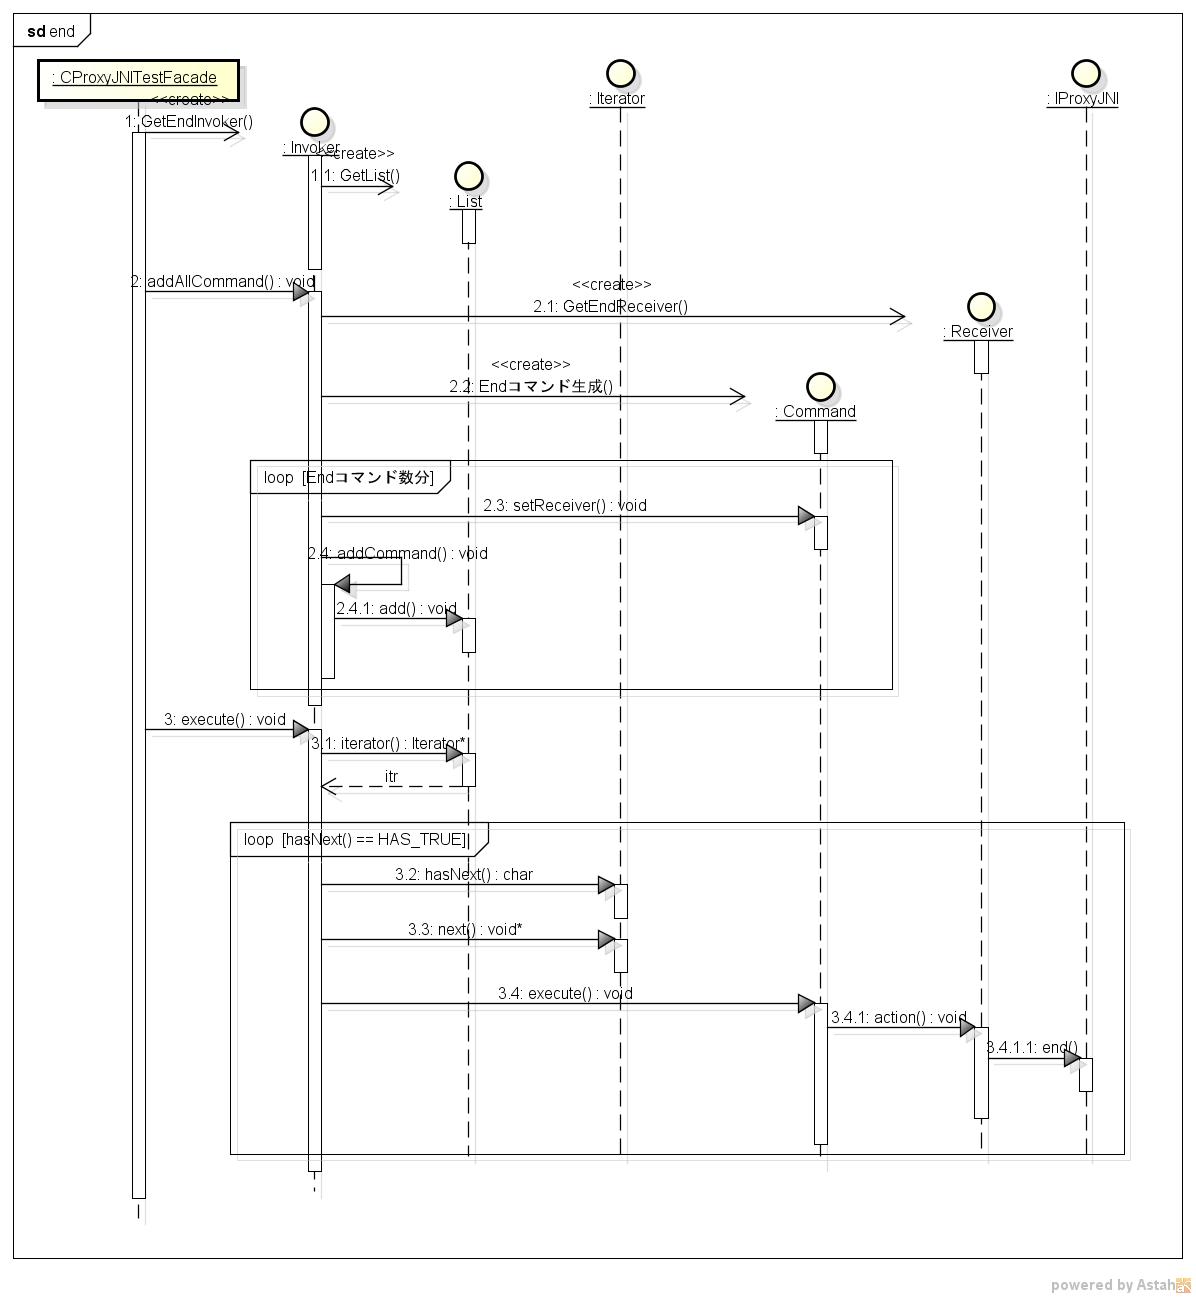 sd end
: CProxyJNITestFacade
: Iterator
: IProxyJNI
<<create>>
1: GetEndInvoker()
: Invoker
<<create>>
1.1: GetList()
: List
2: addAllCommand() : void
<<create>>
2.1: GetEndReceiver()
: Receiver
<<create>>
2.2: Endコマンド生成()
: Command
loop [Endコマンド数分]
2.3: setReceiver() : void
2.4: addCommand() : void
2.4.1: add() : void
3: execute() : void
3.1: iterator() : Iterator*
itr
loop [hasNext() == HAS_TRUE]
3.2: hasNext() : char
3.3: next() : void*
3.4: execute() : void
3.4.1: action() : void
3.4.1.1: end()
powered by Astah